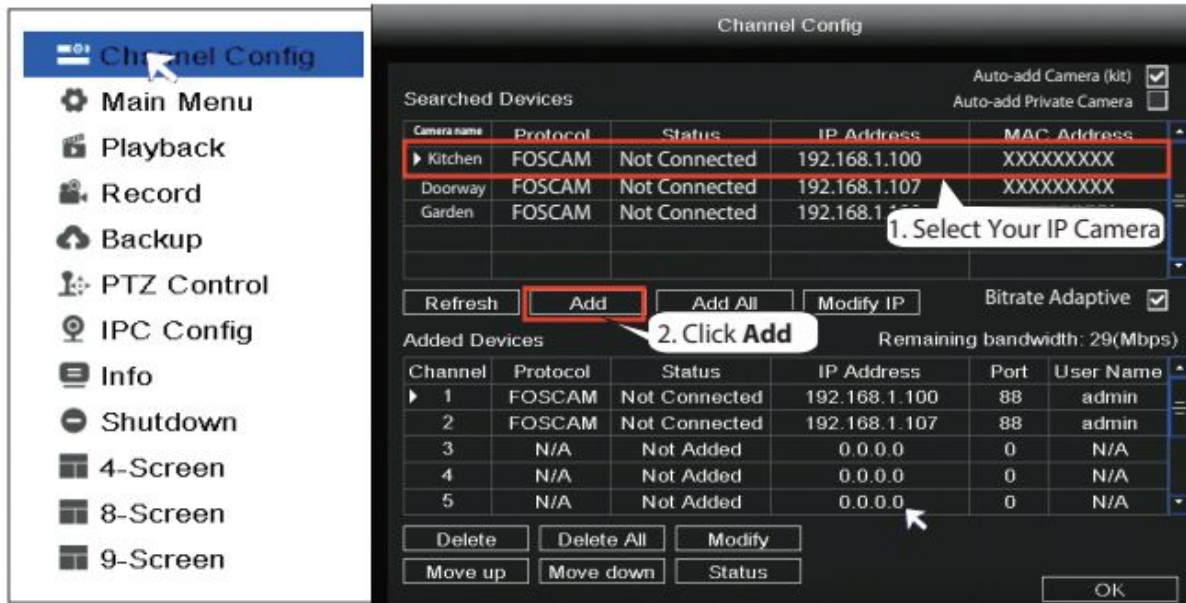 Channel Config
Main Menu
Playback
Record
Backup
PTZ Control
IPC Config
Info
Shutdown
4-Screen
8-Screen
9-Screen
Channel Config
Auto-add Camera (kit)
Searched Devices Auto-add Private Camera
Camera name Protocol Status IP Address MAC Address
Kitchen FOSCAM Not Connected 192.168.1.100 XXXXXXXXX
Doorway FOSCAM Not Connected 192.168.1.107 XXXXXXXXX
Garden FOSCAM Not Connected
1. Select Your IP Camera
Refresh Add Add All Modify IP Bitrate Adaptive
2. Click Add
Added Devices Remaining bandwidth: 29(Mbps)
Channel Protocol Status IP Address Port User Name
1 FOSCAM Not Connected 192.168.1.100 88 admin
2 FOSCAM Not Connected 192.168.1.107 88 admin
3 N/A Not Added 0.0.0.0 0 N/A
4 N/A Not Added 0.0.0.0 0 N/A
5 N/A Not Added 0.0.0.0 0 N/A
Delete Delete All Modify
Move up Move down Status
OK